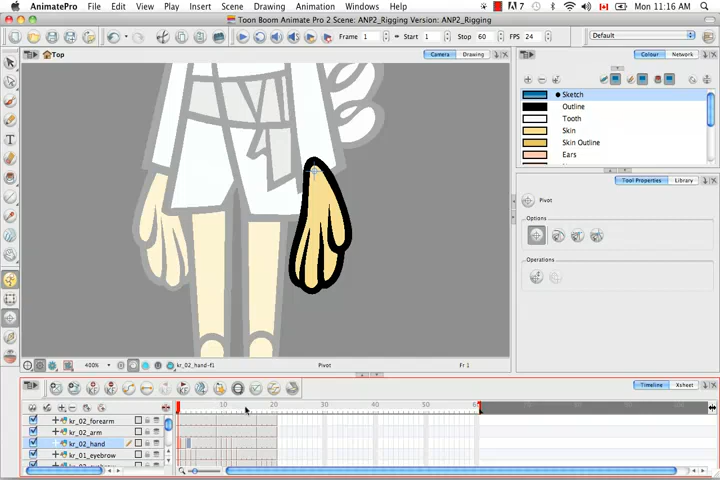 AnimatePro File Edit View Play Insert Scene Drawing Animation Windows Help 7 Mon 11:16 AM
Toon Boom Animate Pro 2 Scene: ANP2_Rigging Version: ANP2_Rigging
Frame 1 Start 1 Stop 60 FPS 24 Default
Top Camera Drawing Colour Network
Sketch
Outline
Tooth
Skin
Skin Outline
Ears
Tool Properties Library
Pivot
Options
Operations
400% kr_02_hand-f1 Pivot Fr 1
Timeline Xsheet
10 20 30 40 50
kr_02_forearm
kr_02_arm
kr_02_hand
kr_01_eyebrow